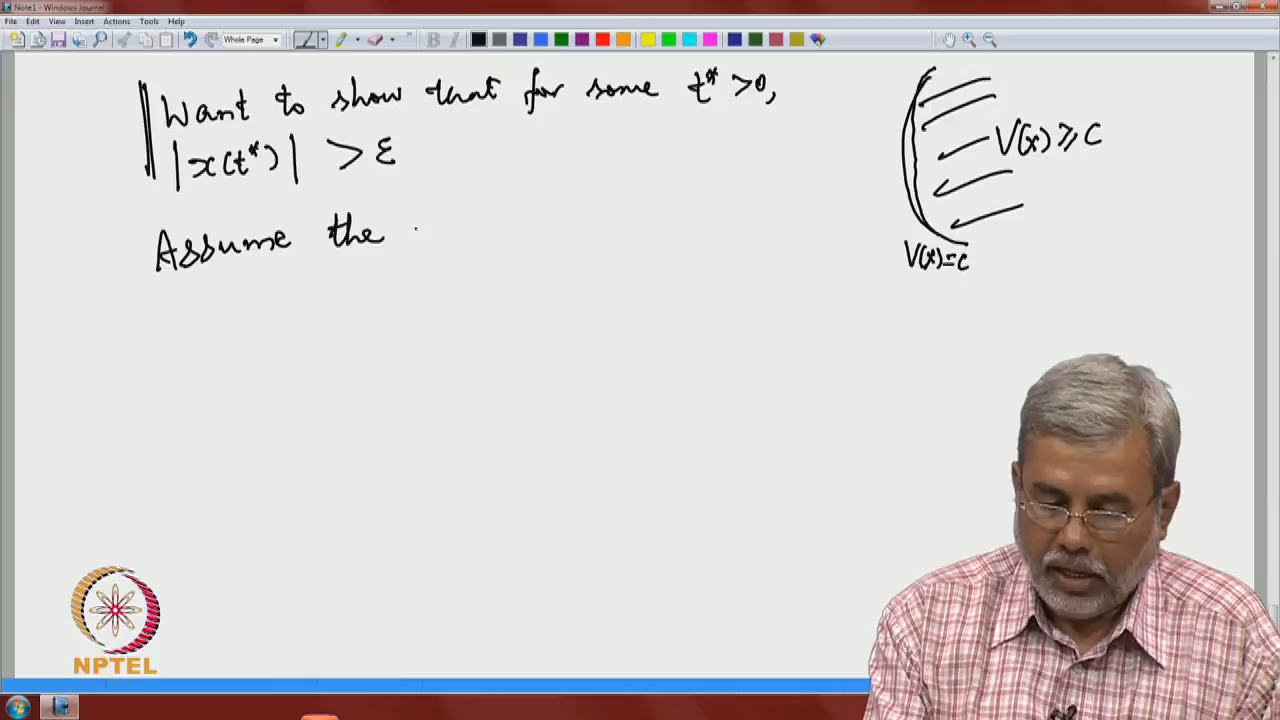 Note1 - Windows Journal
File Edit View Insert Actions Tools Help
Whole Page
Want to show that for some t* >0,
|x(t*)| > ε
Assume the
V(x) ⩾ C
V(x)=c
NPTEL